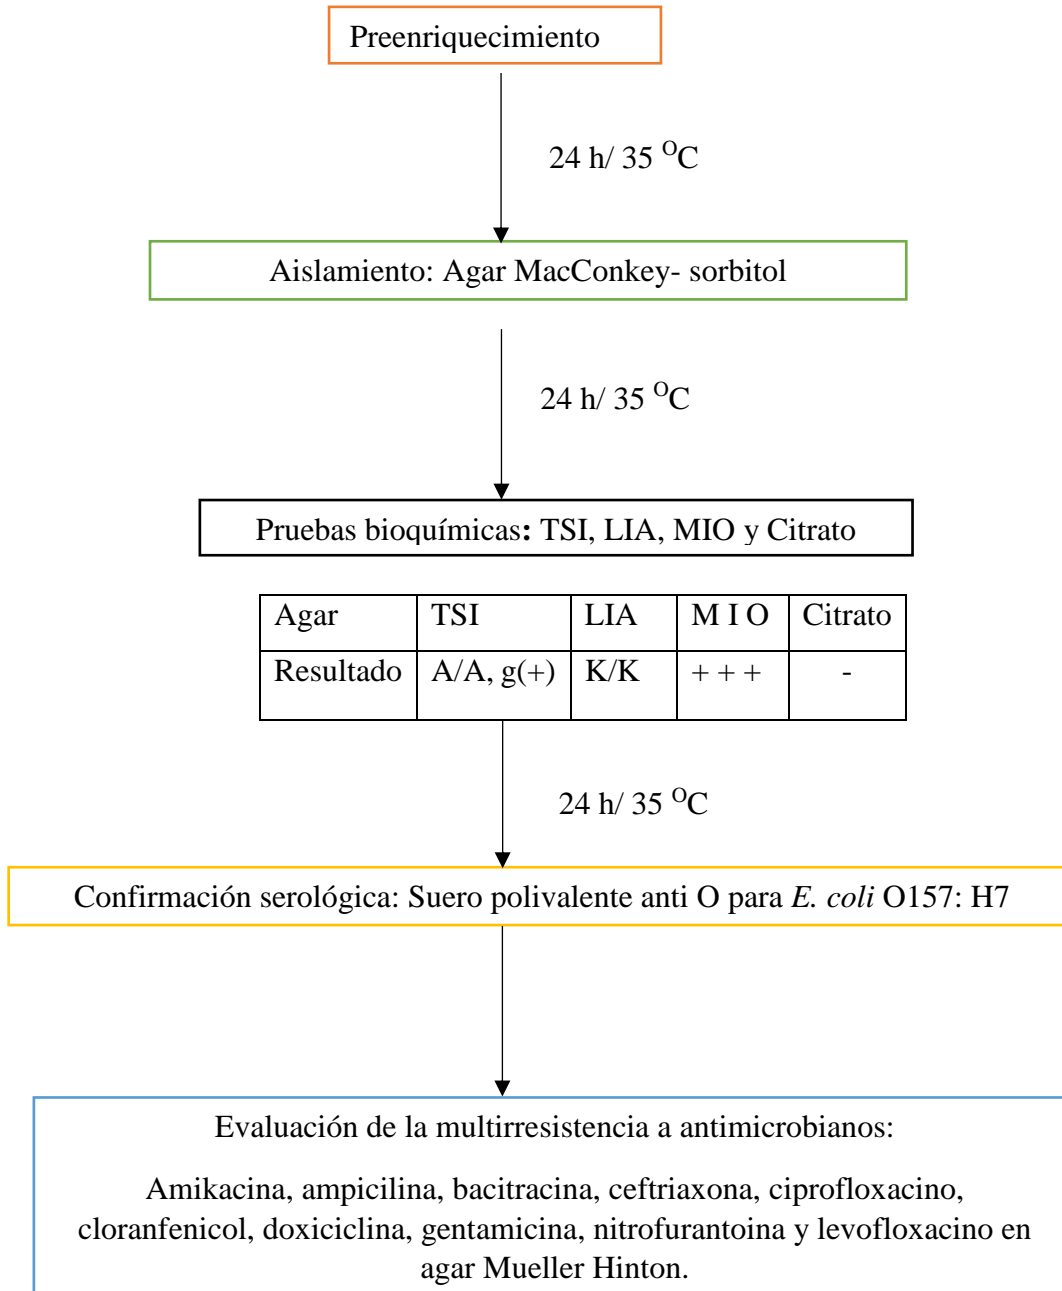 Preenriquecimiento
24 h/ 35 ᴼC
Aislamiento: Agar MacConkey- sorbitol
24 h/ 35 ᴼC
Pruebas bioquímicas: TSI, LIA, MIO y Citrato
Agar TSI LIA M I O Citrato
Resultado A/A, g(+) K/K + + + -
24 h/ 35 ᴼC
Confirmación serológica: Suero polivalente anti O para E. coli O157: H7
Evaluación de la multirresistencia a antimicrobianos:
Amikacina, ampicilina, bacitracina, ceftriaxona, ciprofloxacino,
cloranfenicol, doxiciclina, gentamicina, nitrofurantoina y levofloxacino en
agar Mueller Hinton.